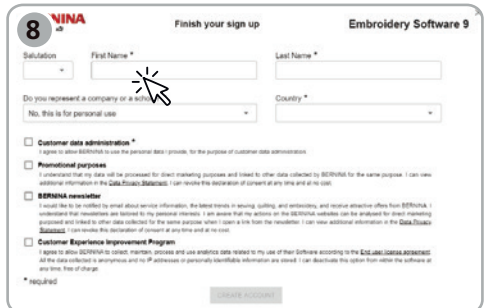 8
NINA
Finish your sign up
Embroidery Software 9
Salutation
First Name *
Last Name *
Do you represent a company or a scho
Country *
No, this is for personal use
Customer data administration *
I agree to allow BERNINA to use the personal data I provide, for the purpose of customer data administration.
Promotional purposes
I understand that my data will be processed for direct marketing purposes and linked to other data collected by BERNINA for the same purpose. I can view
additional information in the Data Privacy Statement. I can revoke this declaration of consent at any time and at no cost.
BERNINA newsletter
I would like to be notified by email about service information, the latest trends in sewing, quilting, and embroidery, and receive attractive offers from BERNINA. I
understand that newsletters are tailored to my personal interests. I am aware that my actions on the BERNINA websites can be analysed for direct marketing
purposed and linked to other data collected for the same purpose when I open a link from the newsletter. I can view additional information in the Data Privacy
Statement. I can revoke this declaration of consent at any time and at no cost.
Customer Experience Improvement Program
I agree to allow BERNINA to collect, maintain, process and use analytics data related to my use of their Software according to the End user license agreement.
All the data collected is anonymous and no IP addresses or personally identifiable information are stored. I can deactivate this option from within the software at
any time, free of charge.
* required
CREATE ACCOUNT